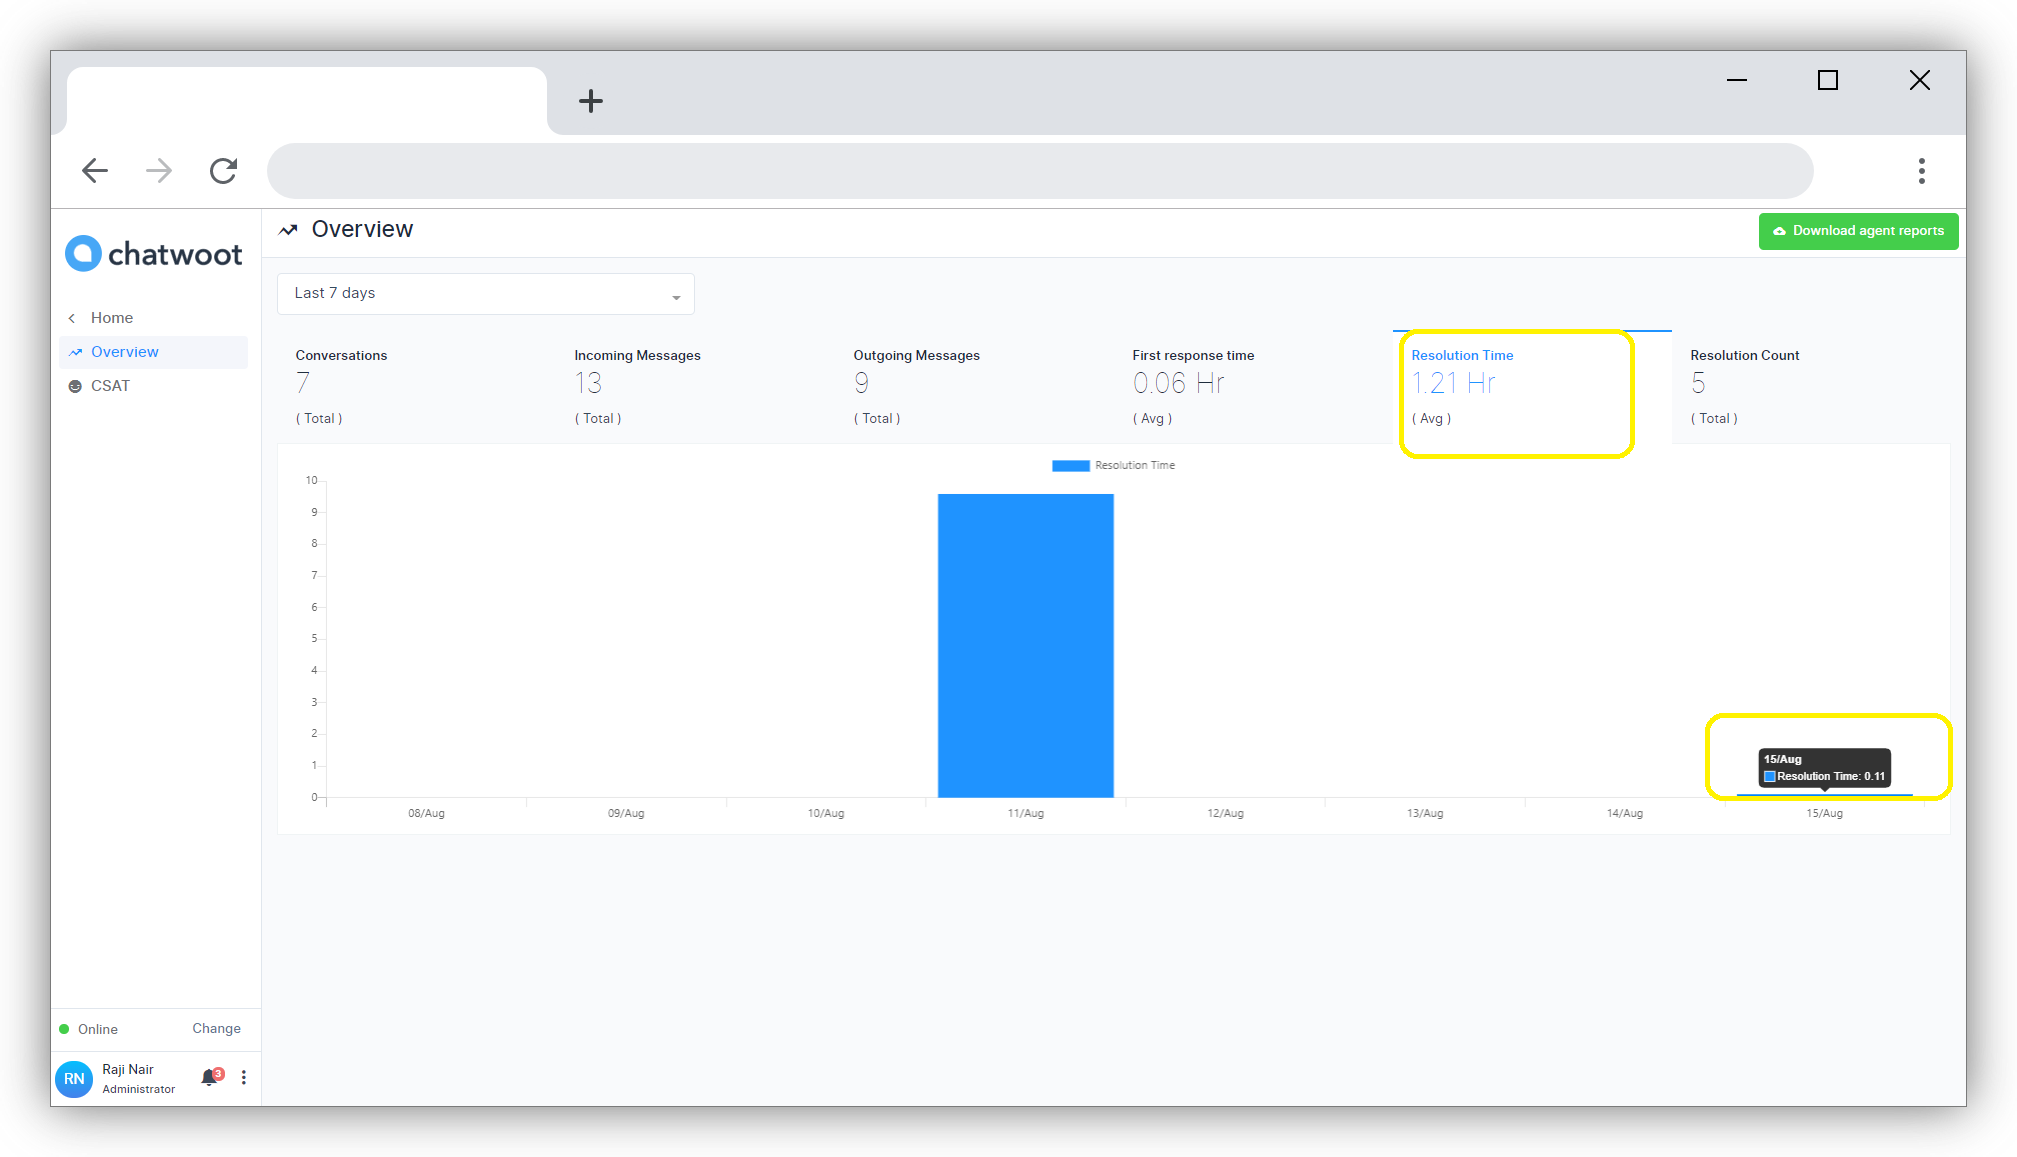 Overview
Download agent reports
chatwoot
Last 7 days
Home
Overview
CSAT
Conversations
7
( Total )
Incoming Messages
13
( Total )
Outgoing Messages
9
( Total )
First response time
0.06 Hr
( Avg )
Resolution Time
1.21 Hr
( Avg )
Resolution Count
5
( Total )
Resolution Time
10
9
8
7
6
5
4
3
2
1
0
15/Aug
Resolution Time: 0.11
08/Aug
09/Aug
10/Aug
11/Aug
12/Aug
13/Aug
14/Aug
15/Aug
Online
Change
RN
Raji Nair
Administrator
3